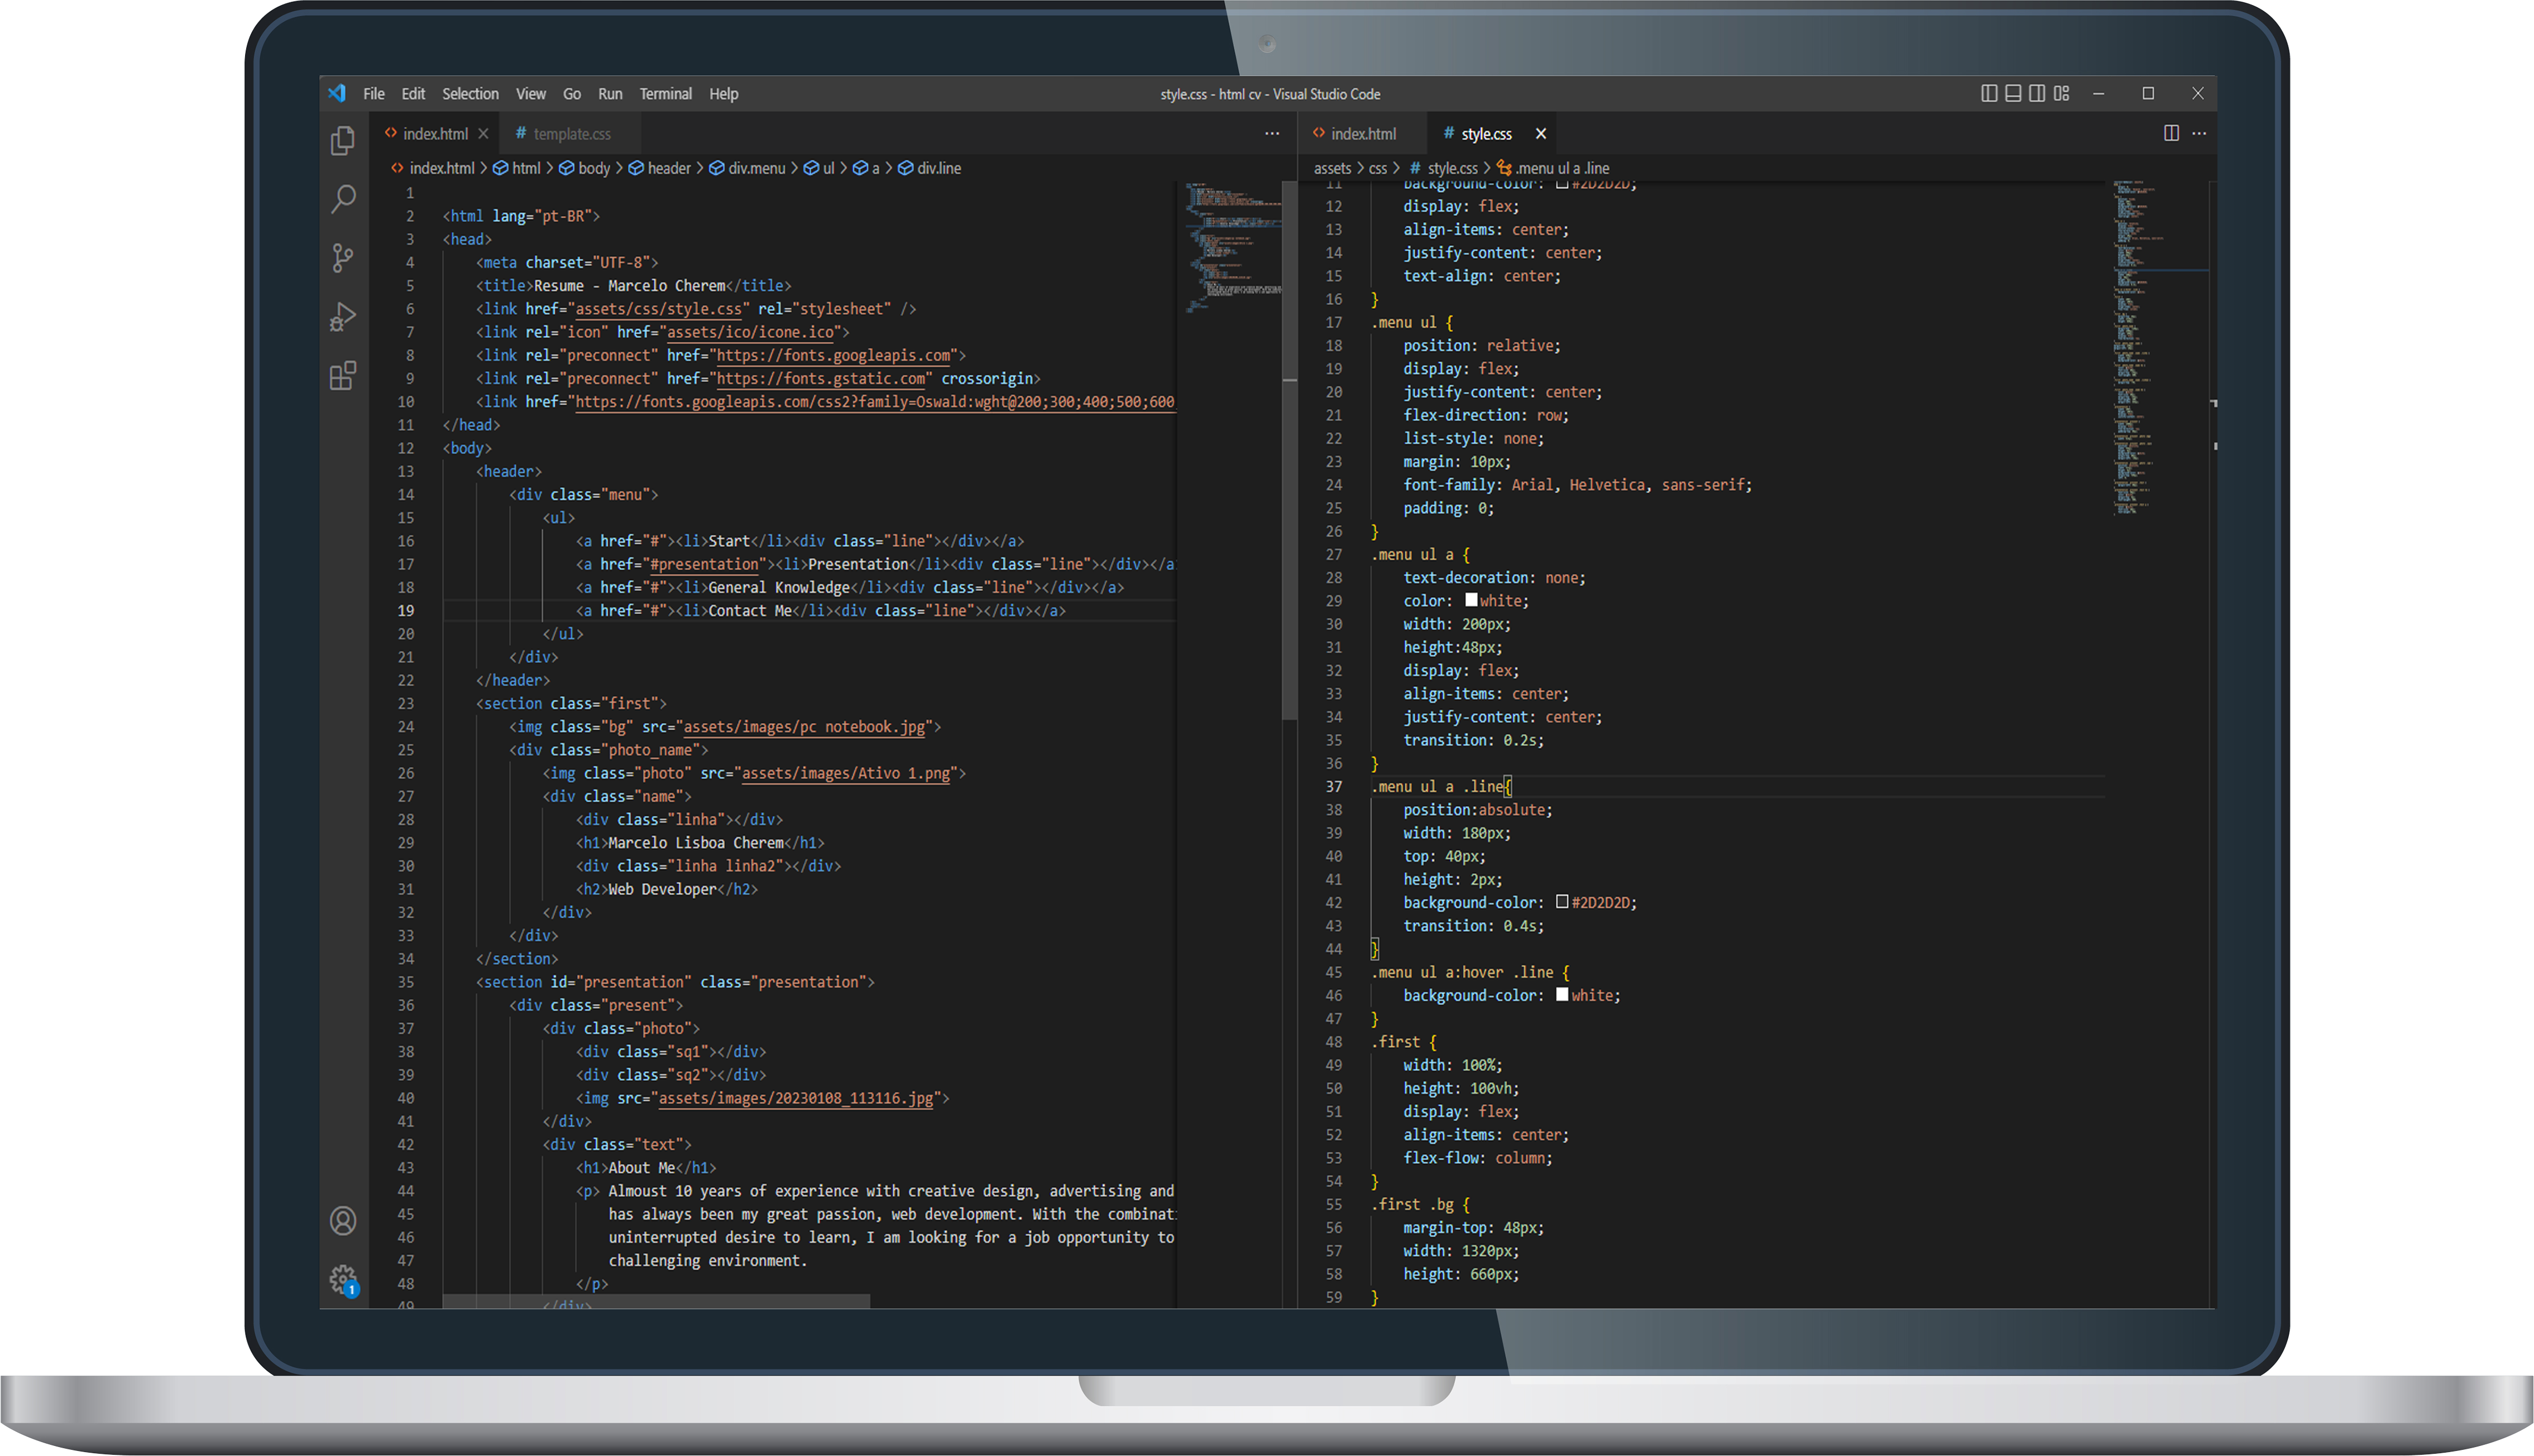 File Edit Selection View Go Run Terminal Help
style.css - html cv - Visual Studio Code
index.html
# template.css
index.html > html > body > header > div.menu > ul > a > div.line
1
2 <html lang="pt-BR">
3 <head>
4 <meta charset="UTF-8">
5 <title>Resume - Marcelo Cherem</title>
6 <link href="assets/css/style.css" rel="stylesheet" />
7 <link rel="icon" href="assets/ico/icone.ico">
8 <link rel="preconnect" href="https://fonts.googleapis.com">
9 <link rel="preconnect" href="https://fonts.gstatic.com" crossorigin>
10 <link href="https://fonts.googleapis.com/css2?family=Oswald:wght@200;300;400;500;600
11 </head>
12 <body>
13 <header>
14 <div class="menu">
15 <ul>
16 <a href="#"><li>Start</li><div class="line"></div></a>
17 <a href="#presentation"><li>Presentation</li><div class="line"></div></a
18 <a href="#"><li>General Knowledge</li><div class="line"></div></a>
19 <a href="#"><li>Contact Me</li><div class="line"></div></a>
20 </ul>
21 </div>
22 </header>
23 <section class="first">
24 <img class="bg" src="assets/images/pc notebook.jpg">
25 <div class="photo_name">
26 <img class="photo" src="assets/images/Ativo 1.png">
27 <div class="name">
28 <div class="linha"></div>
29 <h1>Marcelo Lisboa Cherem</h1>
30 <div class="linha linha2"></div>
31 <h2>Web Developer</h2>
32 </div>
33 </div>
34 </section>
35 <section id="presentation" class="presentation">
36 <div class="present">
37 <div class="photo">
38 <div class="sq1"></div>
39 <div class="sq2"></div>
40 <img src="assets/images/20230108_113116.jpg">
41 </div>
42 <div class="text">
43 <h1>About Me</h1>
44 <p> Almost 10 years of experience with creative design, advertising and
45 has always been my great passion, web development. With the combinati
46 uninterrupted desire to learn, I am looking for a job opportunity to
47 challenging environment.
48 </p>
49 </div>
1
index.html
# style.css
assets > css > # style.css > .menu ul a .line
11 background-color: #2D2D2D;
12 display: flex;
13 align-items: center;
14 justify-content: center;
15 text-align: center;
16 }
17 .menu ul {
18 position: relative;
19 display: flex;
20 justify-content: center;
21 flex-direction: row;
22 list-style: none;
23 margin: 10px;
24 font-family: Arial, Helvetica, sans-serif;
25 padding: 0;
26 }
27 .menu ul a {
28 text-decoration: none;
29 color: white;
30 width: 200px;
31 height:48px;
32 display: flex;
33 align-items: center;
34 justify-content: center;
35 transition: 0.2s;
36 }
37 .menu ul a .line{
38 position:absolute;
39 width: 180px;
40 top: 40px;
41 height: 2px;
42 background-color: #2D2D2D;
43 transition: 0.4s;
44 }
45 .menu ul a:hover .line {
46 background-color: white;
47 }
48 .first {
49 width: 100%;
50 height: 100vh;
51 display: flex;
52 align-items: center;
53 flex-flow: column;
54 }
55 .first .bg {
56 margin-top: 48px;
57 width: 1320px;
58 height: 660px;
59 }